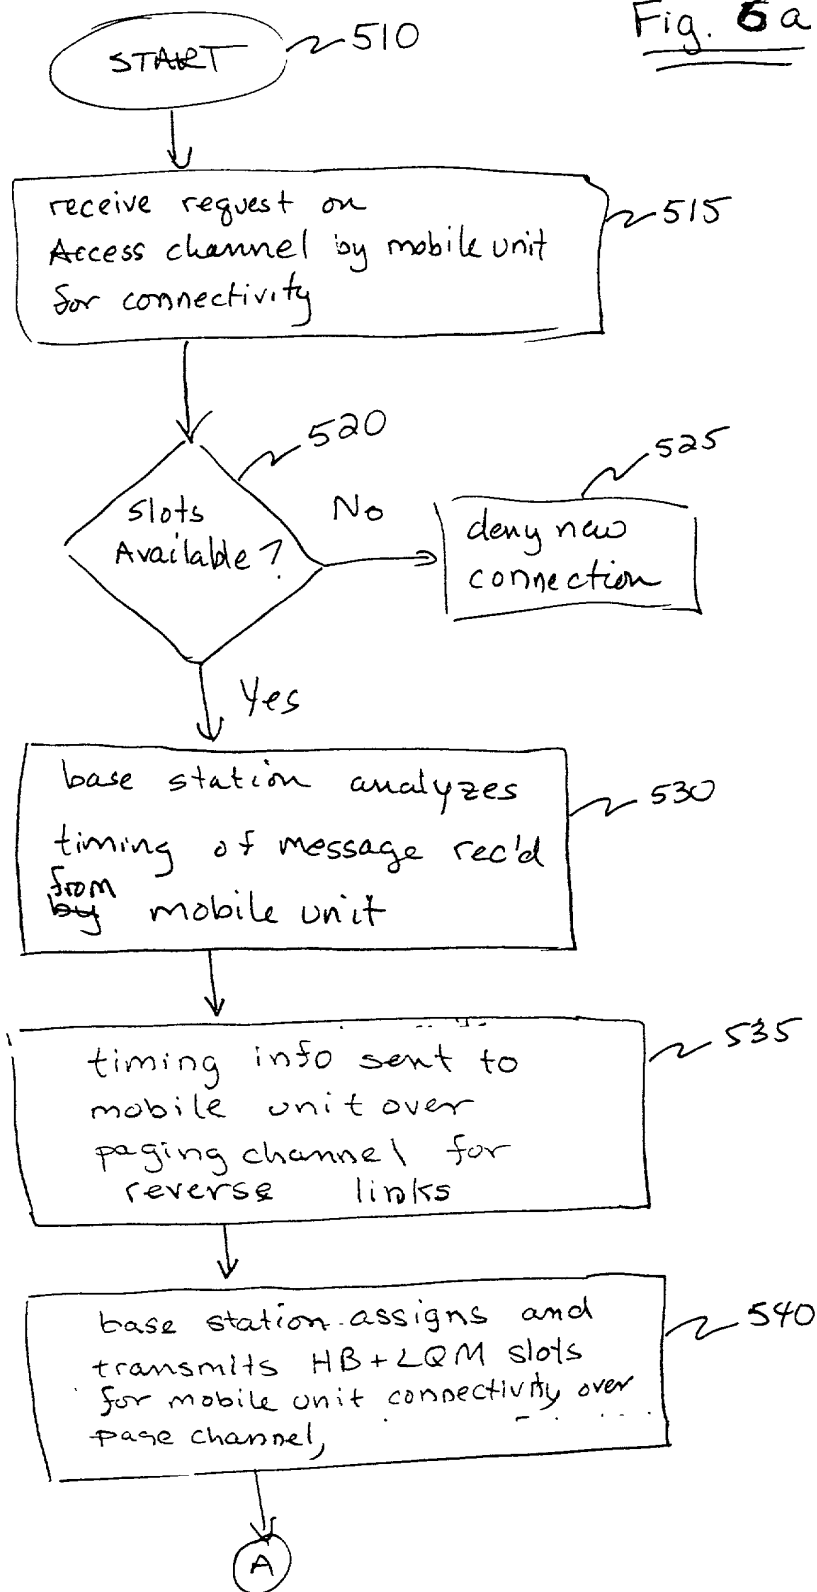 Fig. 6a
START
510
receive request on
Access channel by mobile unit
for connectivity
515
520
Slots
Available?
No
525
deny new
connection
Yes
base station analyzes
timing of message rec'd
from
by mobile unit
530
timing info sent to
mobile unit over
paging channel for
reverse links
535
base station assigns and
transmits HB+LQM slots
for mobile unit connectivity over
page channel,
540
A